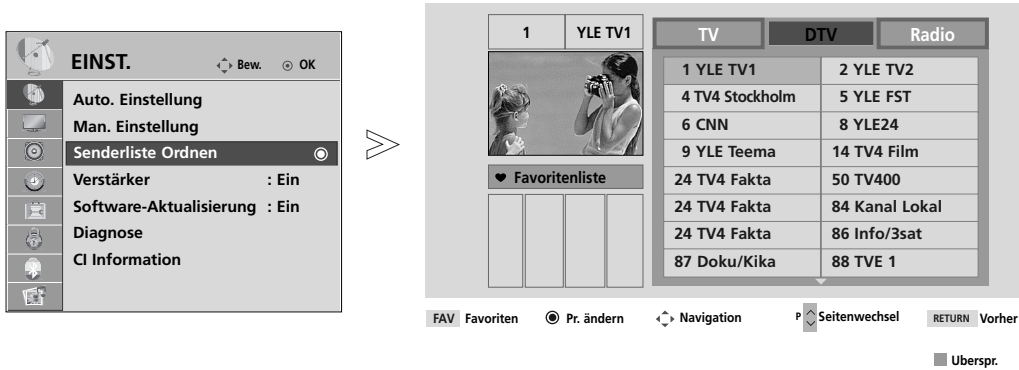 EINST. Bew. OK
Auto. Einstellung
Man. Einstellung
Senderliste Ordnen
Verstärker : Ein
Software-Aktualisierung : Ein
Diagnose
CI Information
1 YLE TV1
Favoritenliste
TV DTV Radio
1 YLE TV1 2 YLE TV2
4 TV4 Stockholm 5 YLE FST
6 CNN 8 YLE24
9 YLE Teema 14 TV4 Film
24 TV4 Fakta 50 TV400
24 TV4 Fakta 84 Kanal Lokal
24 TV4 Fakta 86 Info/3sat
87 Doku/Kika 88 TVE 1
FAV Favoriten Pr. ändern Navigation P Seitenwechsel RETURN Vorher
Uberspr.